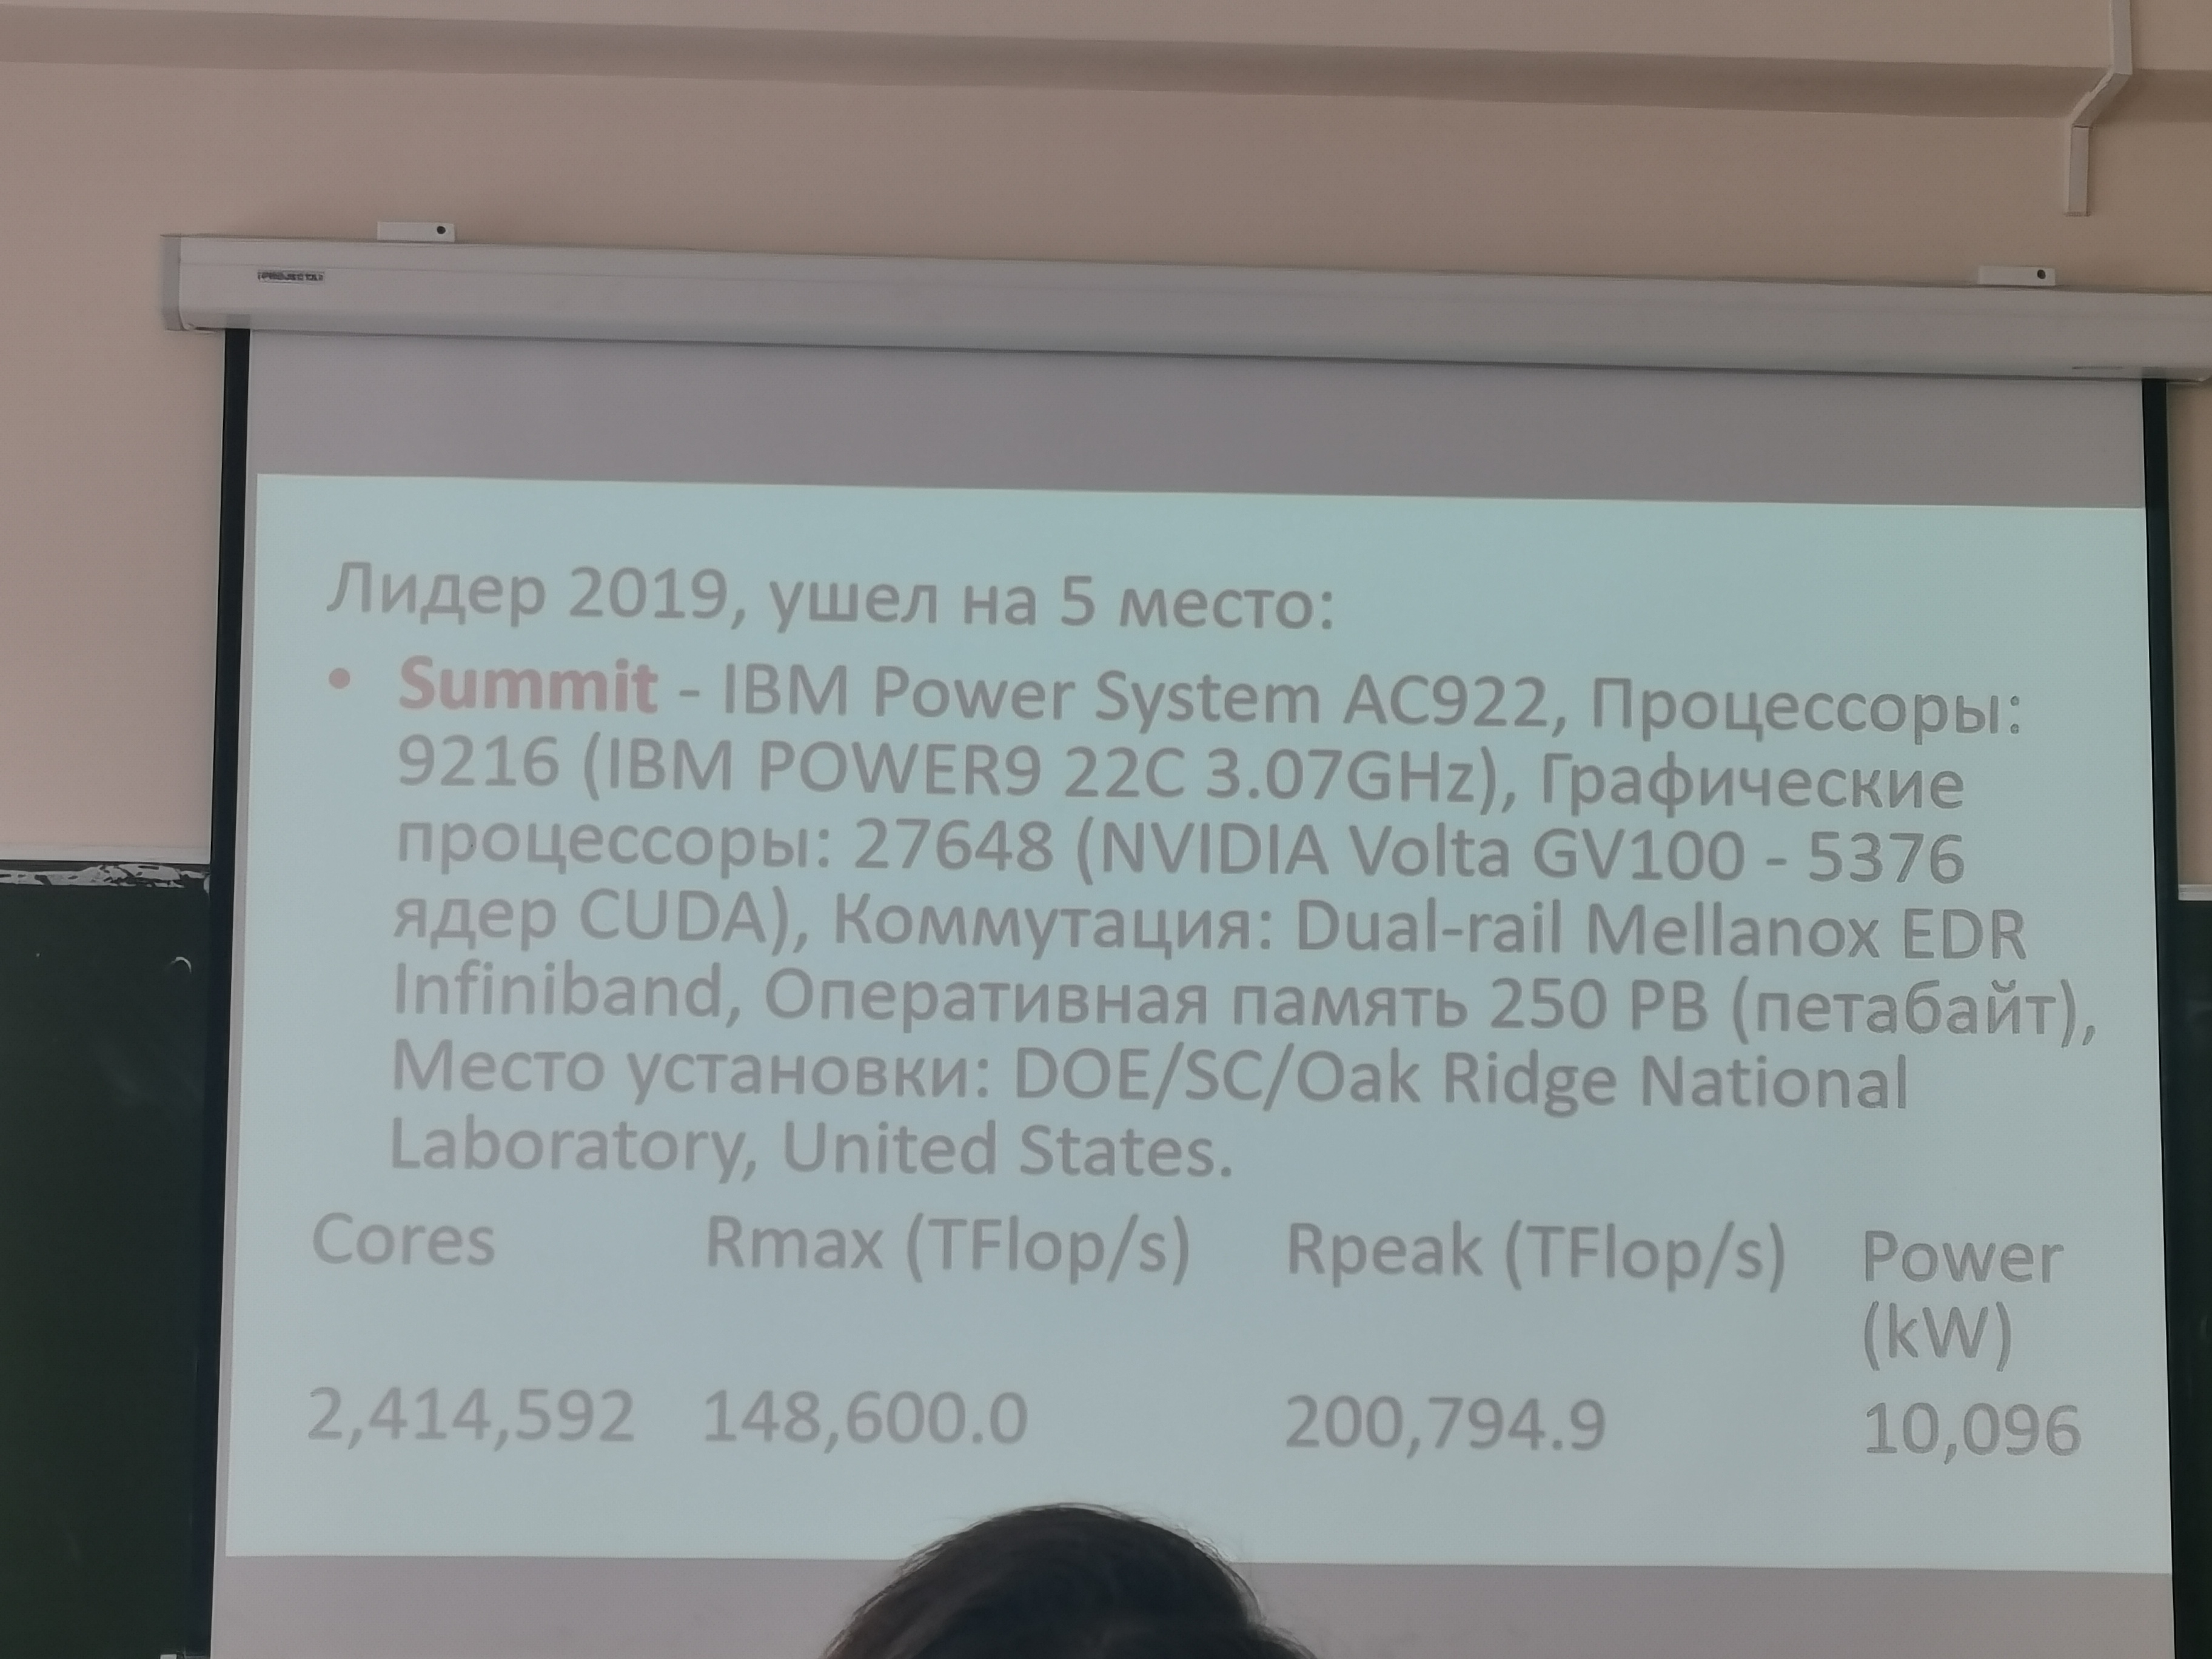 PROJECTA
Лидер 2019, ушел на 5 место:
• Summit - IBM Power System AC922, Процессоры:
9216 (IBM POWER9 22C 3.07GHz), Графические
процессоры: 27648 (NVIDIA Volta GV100 - 5376
ядер CUDA), Коммутация: Dual-rail Mellanox EDR
Infiniband, Оперативная память 250 PB (петабайт),
Место установки: DOE/SC/Oak Ridge National
Laboratory, United States.
Cores Rmax (TFlop/s) Rpeak (TFlop/s) Power
(kW)
2,414,592 148,600.0 200,794.9 10,096